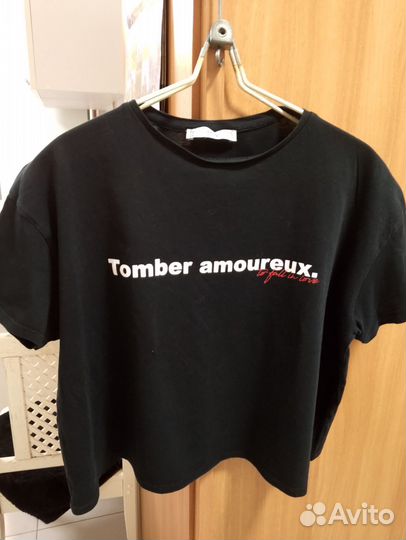 Tomber amoureux.
to fall in love
Avito